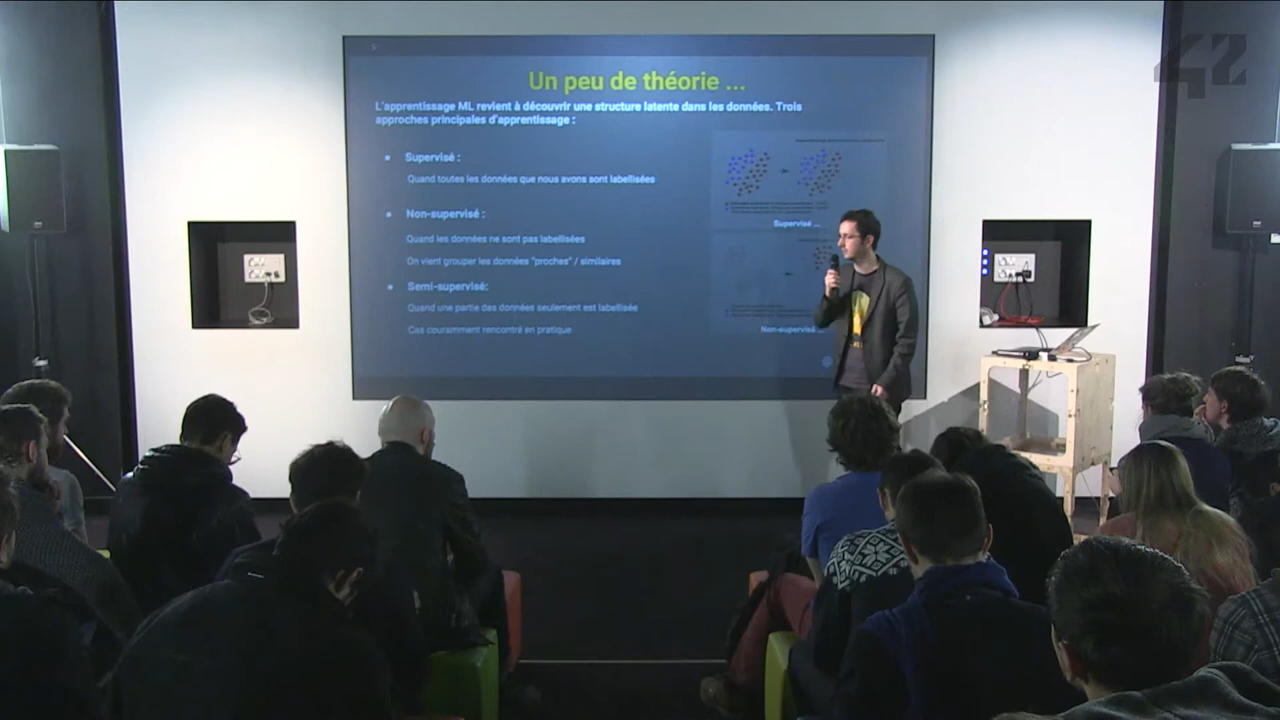 42
Un peu de théorie ...
L'apprentissage ML revient à découvrir une structure latente dans les données. Trois
approches principales d'apprentissage :
Supervisé :
Quand toutes les données que nous avons sont labellisées
Supervisé ...
Non-supervisé :
Quand les données ne sont pas labellisées
On vient grouper les données "proches" / similaires
Semi-supervisé:
Quand une partie des données seulement est labellisée
Cas couramment rencontré en pratique
Non-supervisé